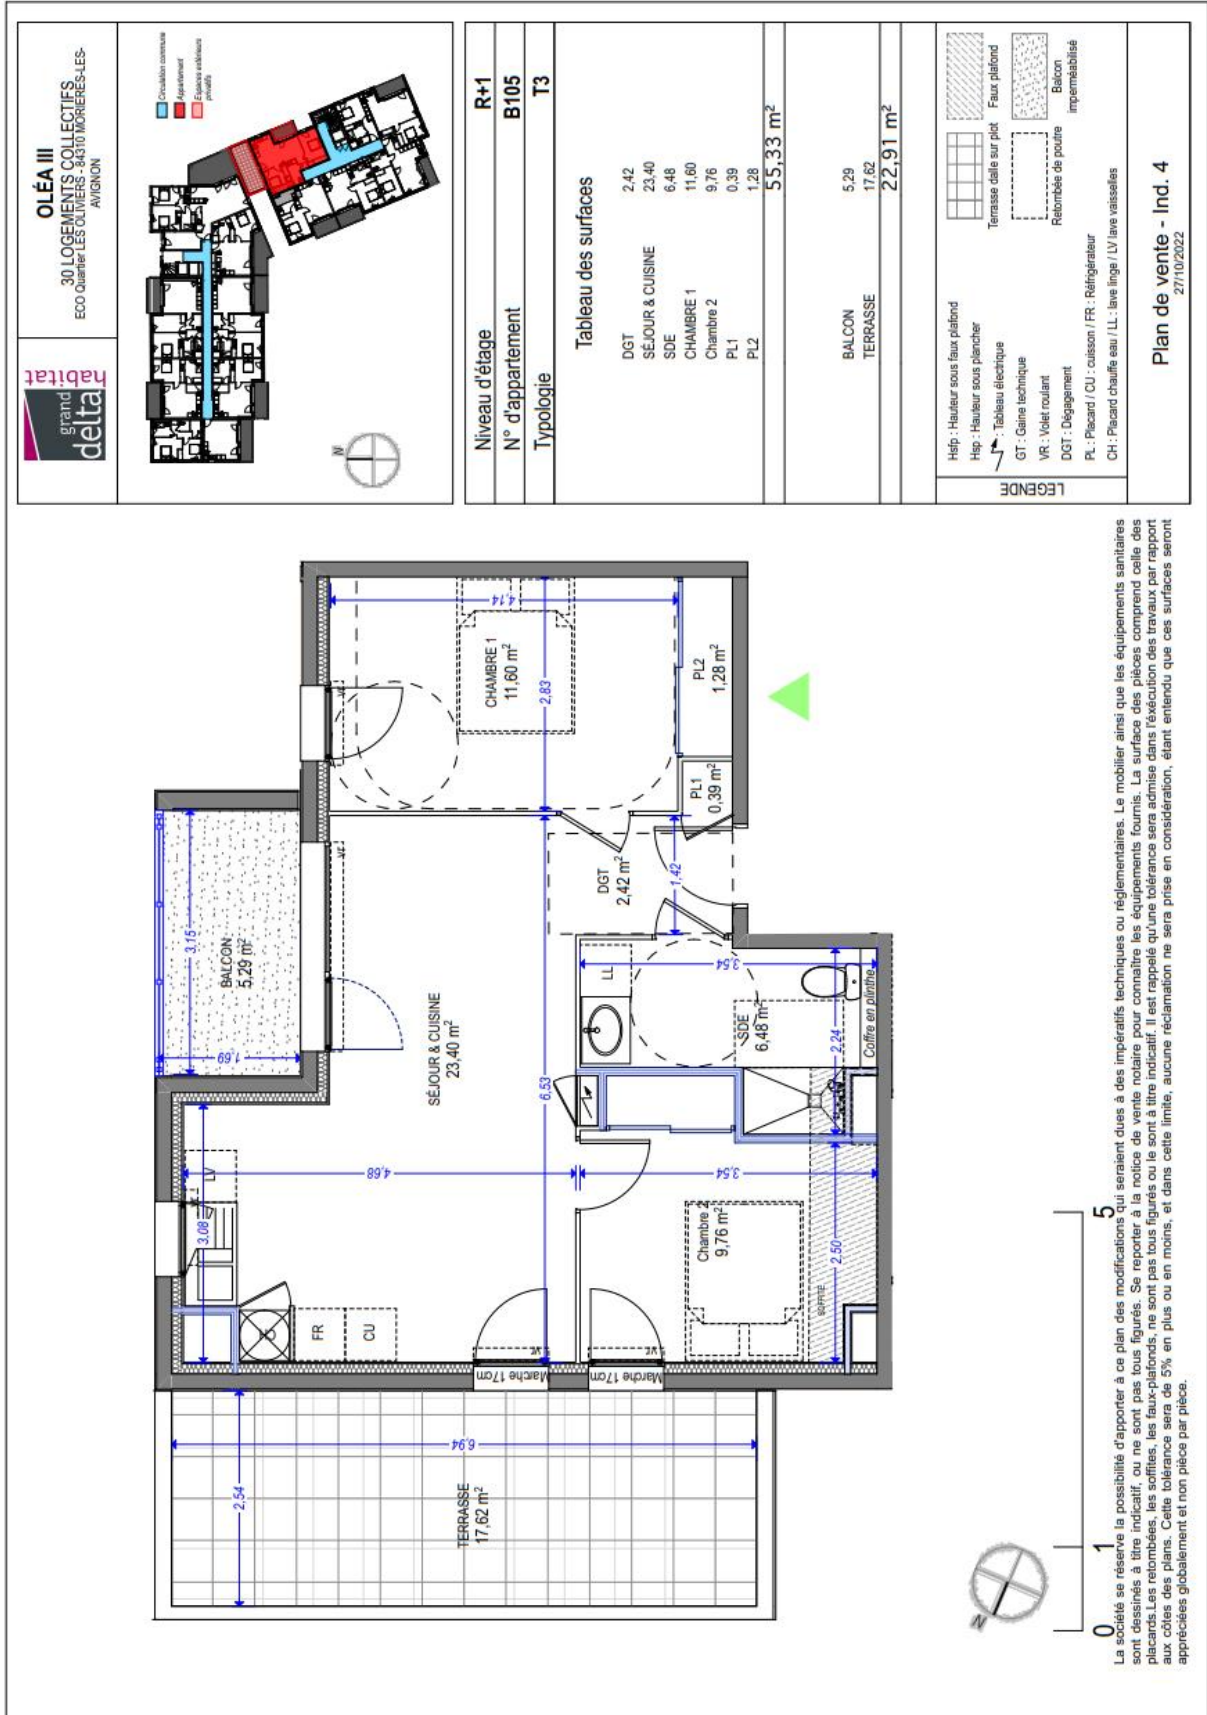 grand
delta
habitat
OLÉA III
30 LOGEMENTS COLLECTIFS
ECO Quartier LES OLIVIERS - 84310 MORIERES-LES-
AVIGNON
Circulation commune
Appartement
Espaces extérieurs
privatifs
N
Niveau d'étage R+1
N° d'appartement B105
Typologie T3
Tableau des surfaces
DGT 2,42
SÉJOUR & CUISINE 23,40
SDE 6,48
CHAMBRE 1 11,60
Chambre 2 9,76
PL1 0,39
PL2 1,28
55,33 m²
BALCON 5,29
TERRASSE 17,62
22,91 m²
LEGENDE
Hsfp : Hauteur sous faux plafond
Hsp : Hauteur sous plancher
: Tableau électrique
GT : Gaine technique
VR : Volet roulant
DGT : Dégagement
PL : Placard / CU : cuisson / FR : Réfrigérateur
CH : Placard chauffe eau / LL : lave linge / LV lave vaisselles
Terrasse dalle sur plot
Faux plafond
Retombée de poutre
Balcon
imperméabilisé
Plan de vente - Ind. 4
27/10/2022
BALCON
5,29 m²
3,15
1,69
VR
VR
CHAMBRE 1
11,60 m²
4,14
2,83
PL2
1,28 m²
PL1
0,39 m²
DGT
2,42 m²
1,42
SÉJOUR & CUISINE
23,40 m²
6,53
4,68
3,08
LV
VR
FR
CU
LL
3,54
SDE
6,48 m²
2,24
Coffre en plinthe
Chambre 2
9,76 m²
3,54
2,50
SOFFITE
VR
VR
Marche 17cm
Marche 17cm
TERRASSE
17,62 m²
6,94
2,54
N
0 1 5
La société se réserve la possibilité d'apporter à ce plan des modifications qui seraient dues à des impératifs techniques ou réglementaires. Le mobilier ainsi que les équipements sanitaires
sont dessinés à titre indicatif, ou ne sont pas tous figurés. Se reporter à la notice de vente notaire pour connaître les équipements fournis. La surface des pièces comprend celle des
placards.Les retombées, les soffites, les faux-plafonds, ne sont pas tous figurés ou le sont à titre indicatif. Il est rappelé qu'une tolérance sera admise dans l'éxécution des travaux par rapport
aux côtes des plans. Cette tolérance sera de 5% en plus ou en moins, et dans cette limite, aucune réclamation ne sera prise en considération, étant entendu que ces surfaces seront
appréciées globalement et non pièce par pièce.